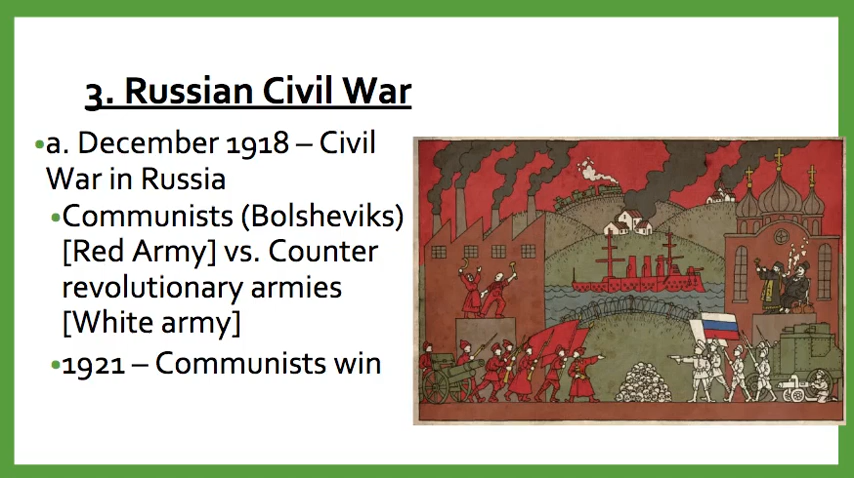 3. Russian Civil War
•a. December 1918 – Civil
War in Russia
•Communists (Bolsheviks)
[Red Army] vs. Counter
revolutionary armies
[White army]
•1921 – Communists win